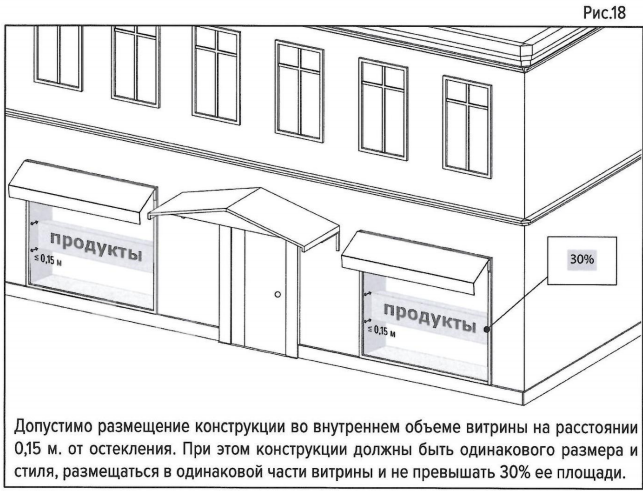 Рис.18
продукты
≤ 0,15 м
30%
продукты
≤ 0,15 м
Допустимо размещение конструкции во внутреннем объеме витрины на расстоянии
0,15 м. от остекления. При этом конструкции должны быть одинакового размера и
стиля, размещаться в одинаковой части витрины и не превышать 30% ее площади.